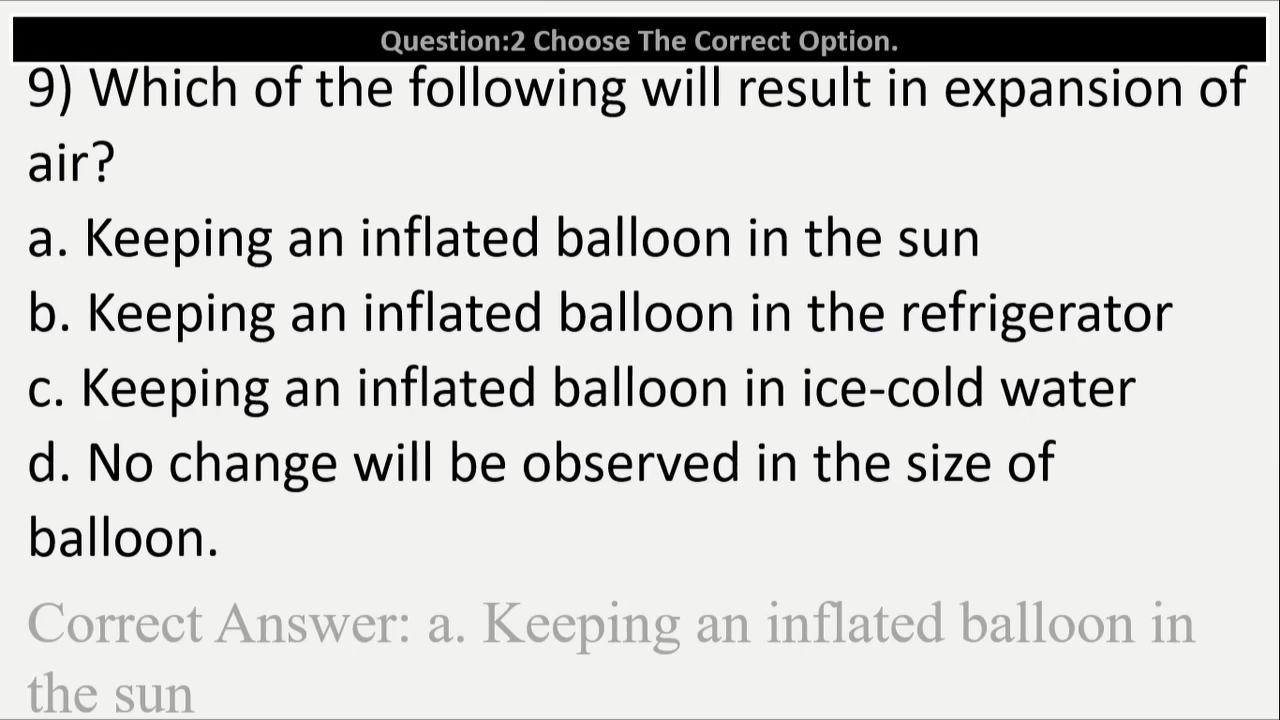 Question:2 Choose The Correct Option.
9) Which of the following will result in expansion of
air?
a. Keeping an inflated balloon in the sun
b. Keeping an inflated balloon in the refrigerator
c. Keeping an inflated balloon in ice-cold water
d. No change will be observed in the size of
balloon.
Correct Answer: a. Keeping an inflated balloon in
the sun